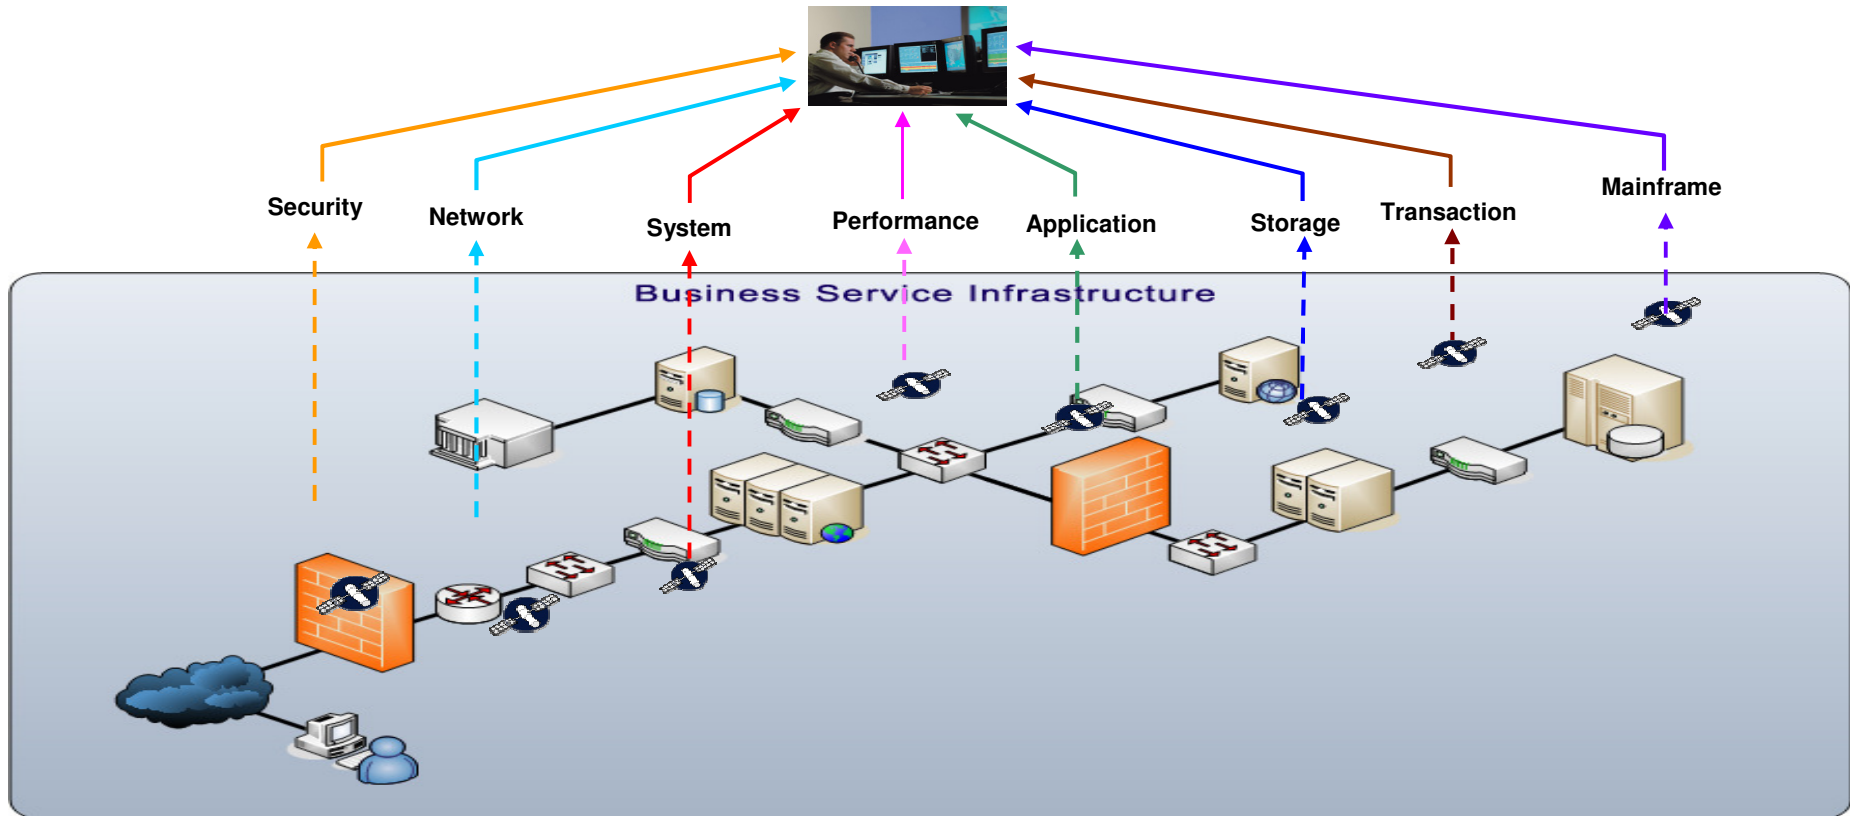 Security
Network
System
Performance
Application
Storage
Transaction
Mainframe
Business Service Infrastructure